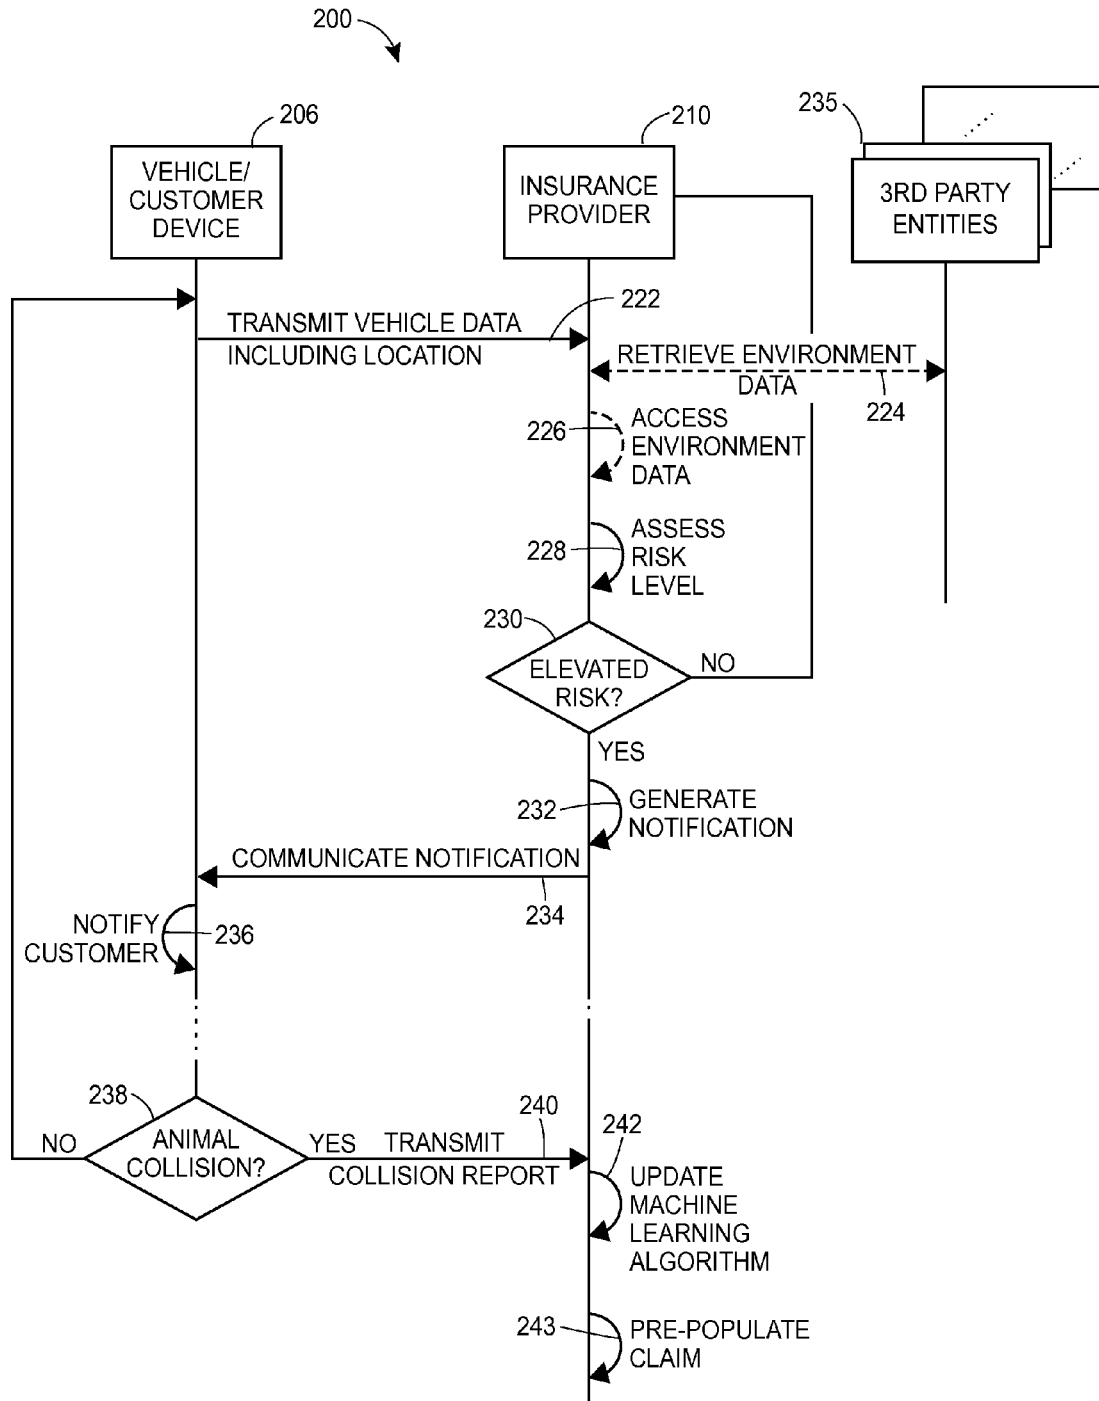 200
206
210
235
VEHICLE/
CUSTOMER
DEVICE
INSURANCE
PROVIDER
3RD PARTY
ENTITIES
222
TRANSMIT VEHICLE DATA
INCLUDING LOCATION
RETRIEVE ENVIRONMENT
DATA
224
226
ACCESS
ENVIRONMENT
DATA
228
ASSESS
RISK
LEVEL
230
ELEVATED
RISK?
NO
YES
232
GENERATE
NOTIFICATION
COMMUNICATE NOTIFICATION
234
NOTIFY
CUSTOMER
236
238
ANIMAL
COLLISION?
NO
YES
TRANSMIT
COLLISION REPORT
240
242
UPDATE
MACHINE
LEARNING
ALGORITHM
243
PRE-POPULATE
CLAIM